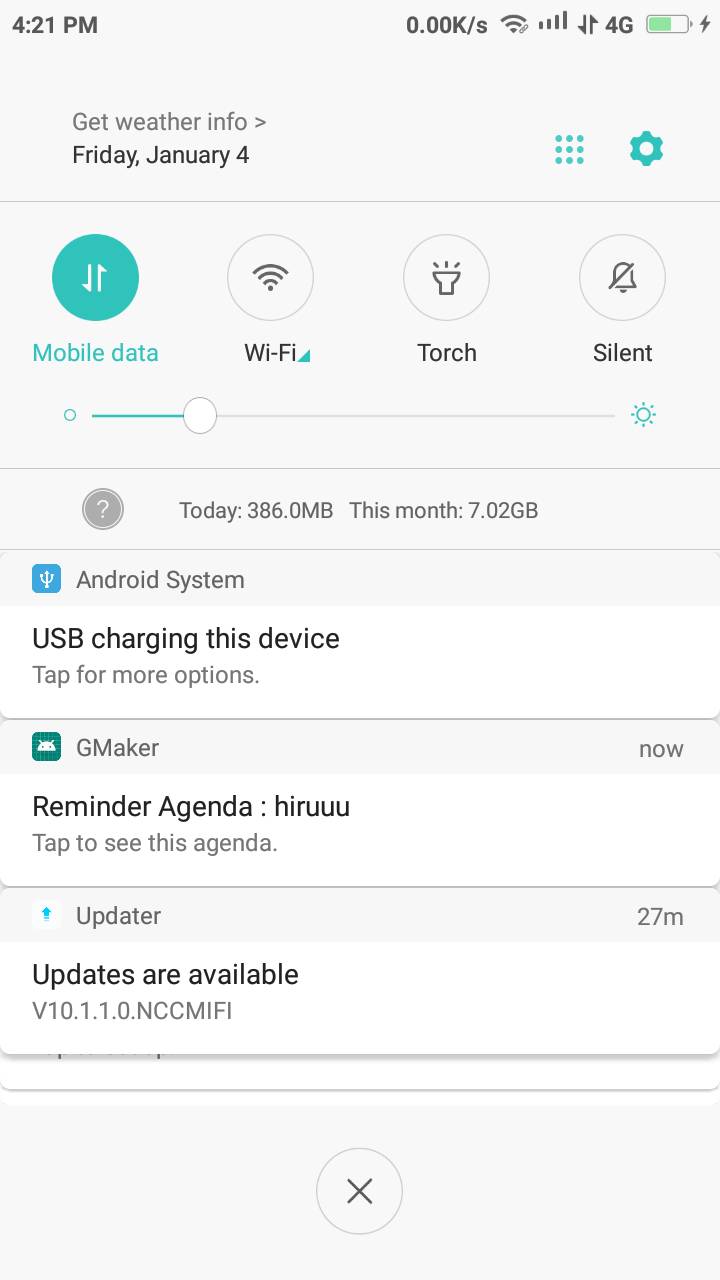 4:21 PM 0.00K/s 4G
Get weather info >
Friday, January 4
Mobile data Wi-Fi Torch Silent
? Today: 386.0MB This month: 7.02GB
Android System
USB charging this device
Tap for more options.
GMaker now
Reminder Agenda : hiruuu
Tap to see this agenda.
Updater 27m
Updates are available
V10.1.1.0.NCCMIFI